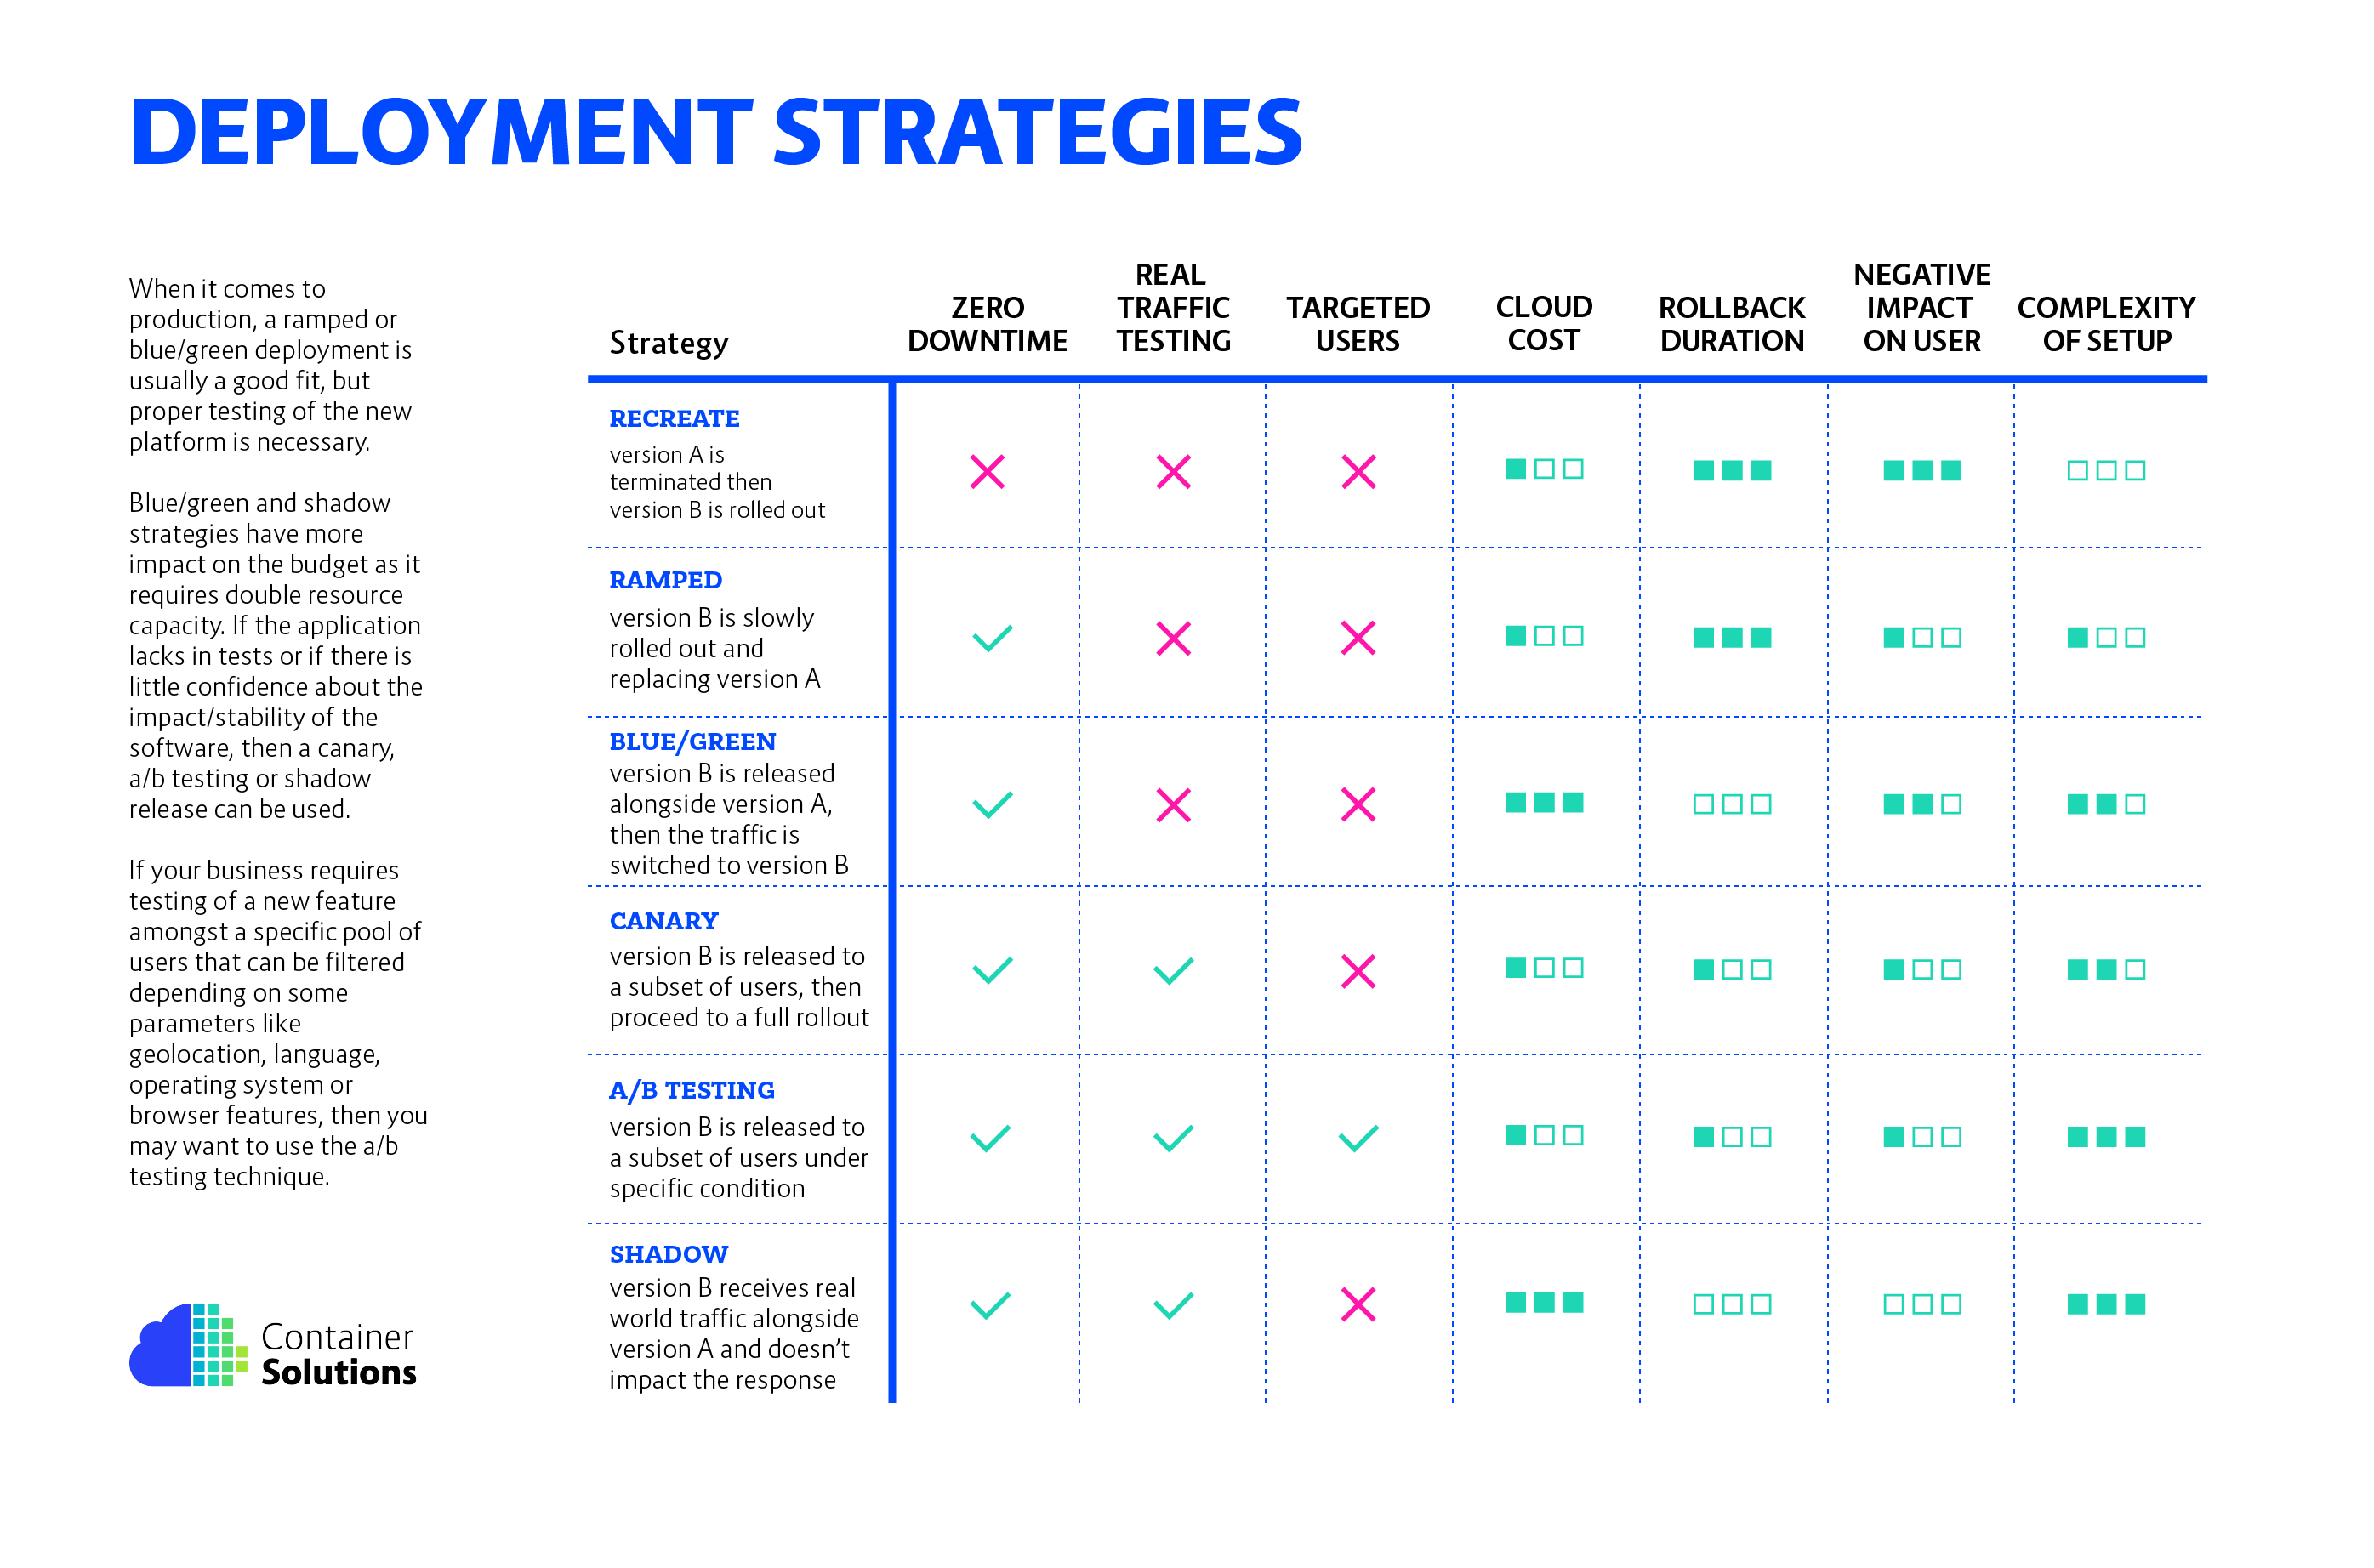 DEPLOYMENT STRATEGIES
When it comes to
production, a ramped or
blue/green deployment is
usually a good fit, but
proper testing of the new
platform is necessary.
Blue/green and shadow
strategies have more
impact on the budget as it
requires double resource
capacity. If the application
lacks in tests or if there is
little confidence about the
impact/stability of the
software, then a canary,
a/b testing or shadow
release can be used.
If your business requires
testing of a new feature
amongst a specific pool of
users that can be filtered
depending on some
parameters like
geolocation, language,
operating system or
browser features, then you
may want to use the a/b
testing technique.
Container
Solutions
Strategy
ZERO
DOWNTIME
REAL
TRAFFIC
TESTING
TARGETED
USERS
CLOUD
COST
ROLLBACK
DURATION
NEGATIVE
IMPACT
ON USER
COMPLEXITY
OF SETUP
RECREATE
version A is
terminated then
version B is rolled out
RAMPED
version B is slowly
rolled out and
replacing version A
BLUE/GREEN
version B is released
alongside version A,
then the traffic is
switched to version B
CANARY
version B is released to
a subset of users, then
proceed to a full rollout
A/B TESTING
version B is released to
a subset of users under
specific condition
SHADOW
version B receives real
world traffic alongside
version A and doesn’t
impact the response